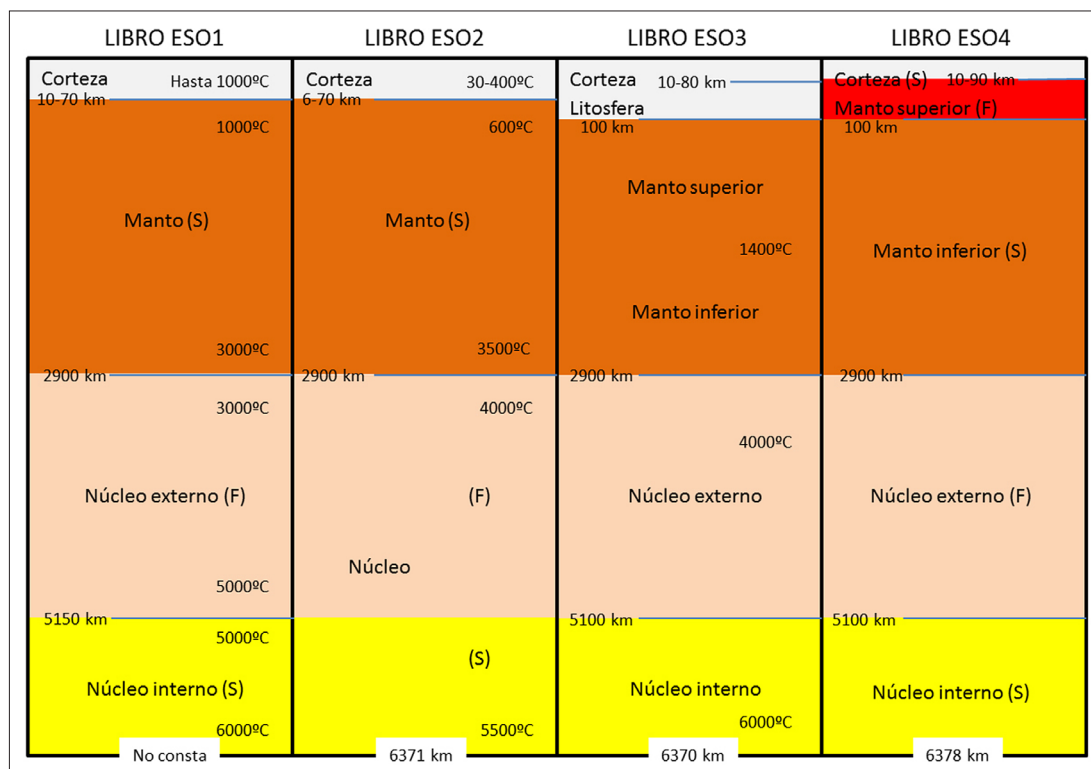 LIBRO ESO1
Corteza
Hasta 1000ºC
10-70 km
1000ºC
Manto (S)
3000ºC
2900 km
3000ºC
Núcleo externo (F)
5000ºC
5150 km
5000ºC
Núcleo interno (S)
6000ºC
No consta
LIBRO ESO2
Corteza
30-400ºC
6-70 km
600ºC
Manto (S)
3500ºC
2900 km
4000ºC
(F)
Núcleo
(S)
5500ºC
6371 km
LIBRO ESO3
Corteza
10-80 km
Litosfera
100 km
Manto superior
1400ºC
Manto inferior
2900 km
4000ºC
Núcleo externo
5100 km
Núcleo interno
6000ºC
6370 km
LIBRO ESO4
Corteza (S)
10-90 km
Manto superior (F)
100 km
Manto inferior (S)
2900 km
Núcleo externo (F)
5100 km
Núcleo interno (S)
6378 km